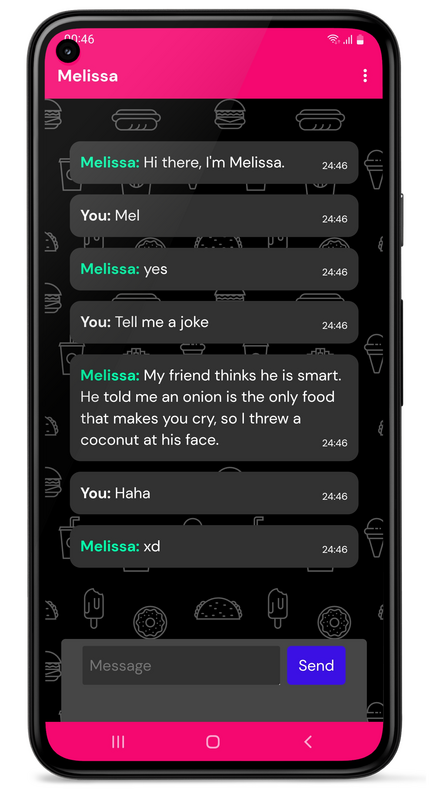 00:46
Melissa
Melissa: Hi there, I'm Melissa.
24:46
You: Mel
24:46
Melissa: yes
24:46
You: Tell me a joke
24:46
Melissa: My friend thinks he is smart.
He told me an onion is the only food
that makes you cry, so I threw a
coconut at his face.
24:46
You: Haha
24:46
Melissa: xd
24:46
Message
Send